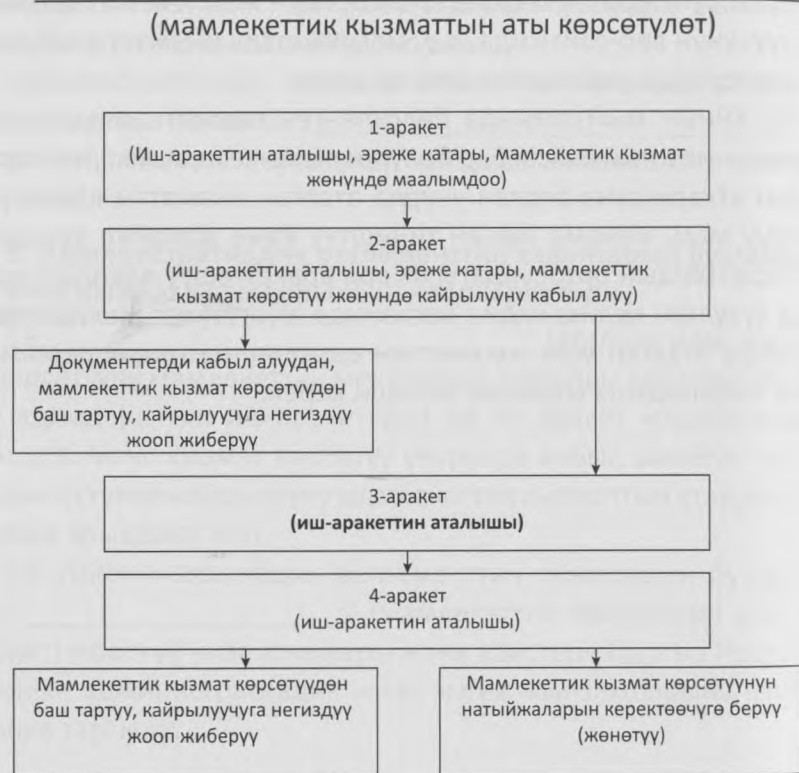 (мамлекеттик кызматтын аты көрсөтүлөт)
1-аракет
(Иш-аракеттин аталышы, эреже катары, мамлекеттик кызмат
жөнүндө маалымдоо)
2-аракет
(иш-аракеттин аталышы, эреже катары, мамлекеттик
кызмат көрсөтүү жөнүндө кайрылууну кабыл алуу)
Документтерди кабыл алуудан,
мамлекеттик кызмат көрсөтүүдөн
баш тартуу, кайрылуучуга негиздүү
жооп жиберүү
3-аракет
(иш-аракеттин аталышы)
4-аракет
(иш-аракеттин аталышы)
Мамлекеттик кызмат көрсөтүүдөн
баш тартуу, кайрылуучуга негиздүү
жооп жиберүү
Мамлекеттик кызмат көрсөтүүнүн
натыйжаларын керектөөчүгө берүү
(жөнөтүү)